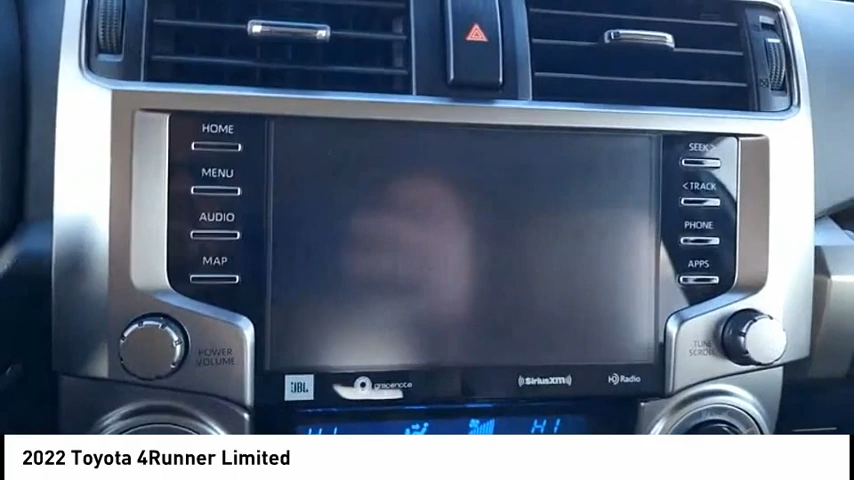 HOME
MENU
AUDIO
MAP
SEEK >
< TRACK
PHONE
APPS
POWER
VOLUME
TUNE
SCROLL
JBL
gracenote
((SiriusXM))
HD Radio
HI
2022 Toyota 4Runner Limited